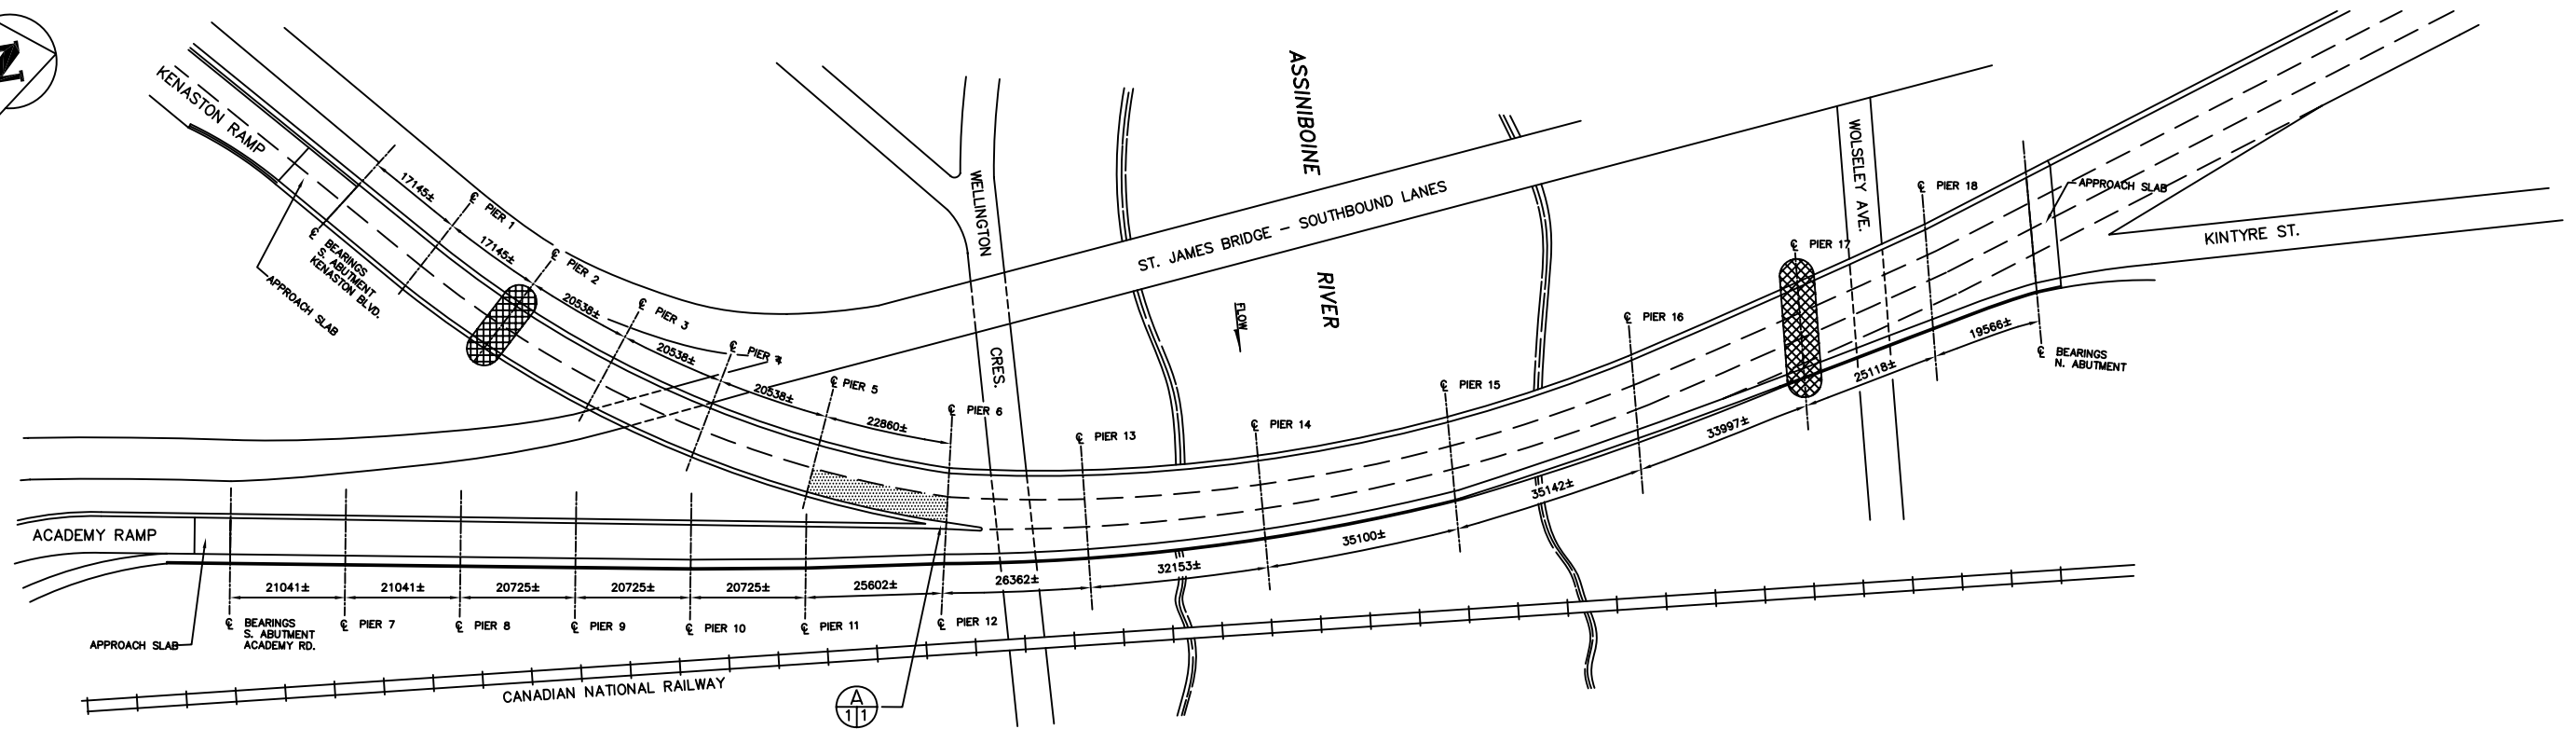 N
KENASTON RAMP
17145±
℄ PIER 1
17145±
℄ PIER 2
20538±
℄ PIER 3
20538±
℄ PIER 4
20538±
℄ PIER 5
22860±
℄ PIER 6
℄ BEARINGS
S. ABUTMENT
KENASTON BLVD.
APPROACH SLAB
WELLINGTON
CRES.
ASSINIBOINE
RIVER
FLOW
ST. JAMES BRIDGE - SOUTHBOUND LANES
℄ PIER 13
℄ PIER 14
℄ PIER 15
℄ PIER 16
℄ PIER 17
℄ PIER 18
WOLSELEY AVE.
APPROACH SLAB
KINTYRE ST.
℄ BEARINGS
N. ABUTMENT
19566±
25118±
33997±
35142±
35100±
32153±
26362±
25602±
20725±
20725±
20725±
21041±
21041±
ACADEMY RAMP
APPROACH SLAB
℄ BEARINGS
S. ABUTMENT
ACADEMY RD.
℄ PIER 7
℄ PIER 8
℄ PIER 9
℄ PIER 10
℄ PIER 11
℄ PIER 12
CANADIAN NATIONAL RAILWAY
A
1 1